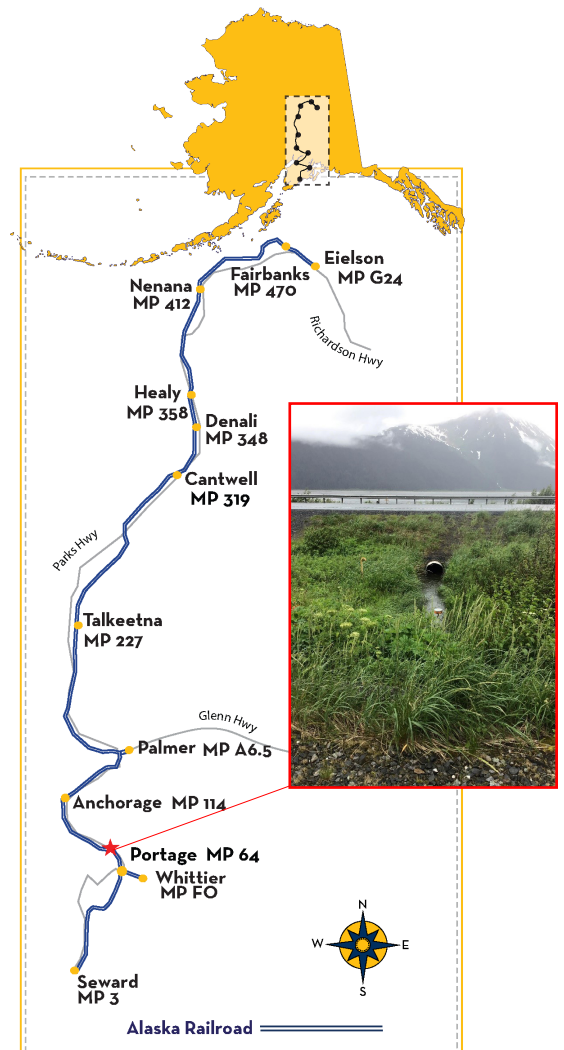 Eielson
MP G24
Fairbanks
MP 470
Nenana
MP 412
Richardson Hwy
Healy
MP 358
Denali
MP 348
Cantwell
MP 319
Parks Hwy
Talkeetna
MP 227
Glenn Hwy
Palmer MP A6.5
Anchorage MP 114
Portage MP 64
Whittier
MP FO
N
W E
S
Seward
MP 3
Alaska Railroad